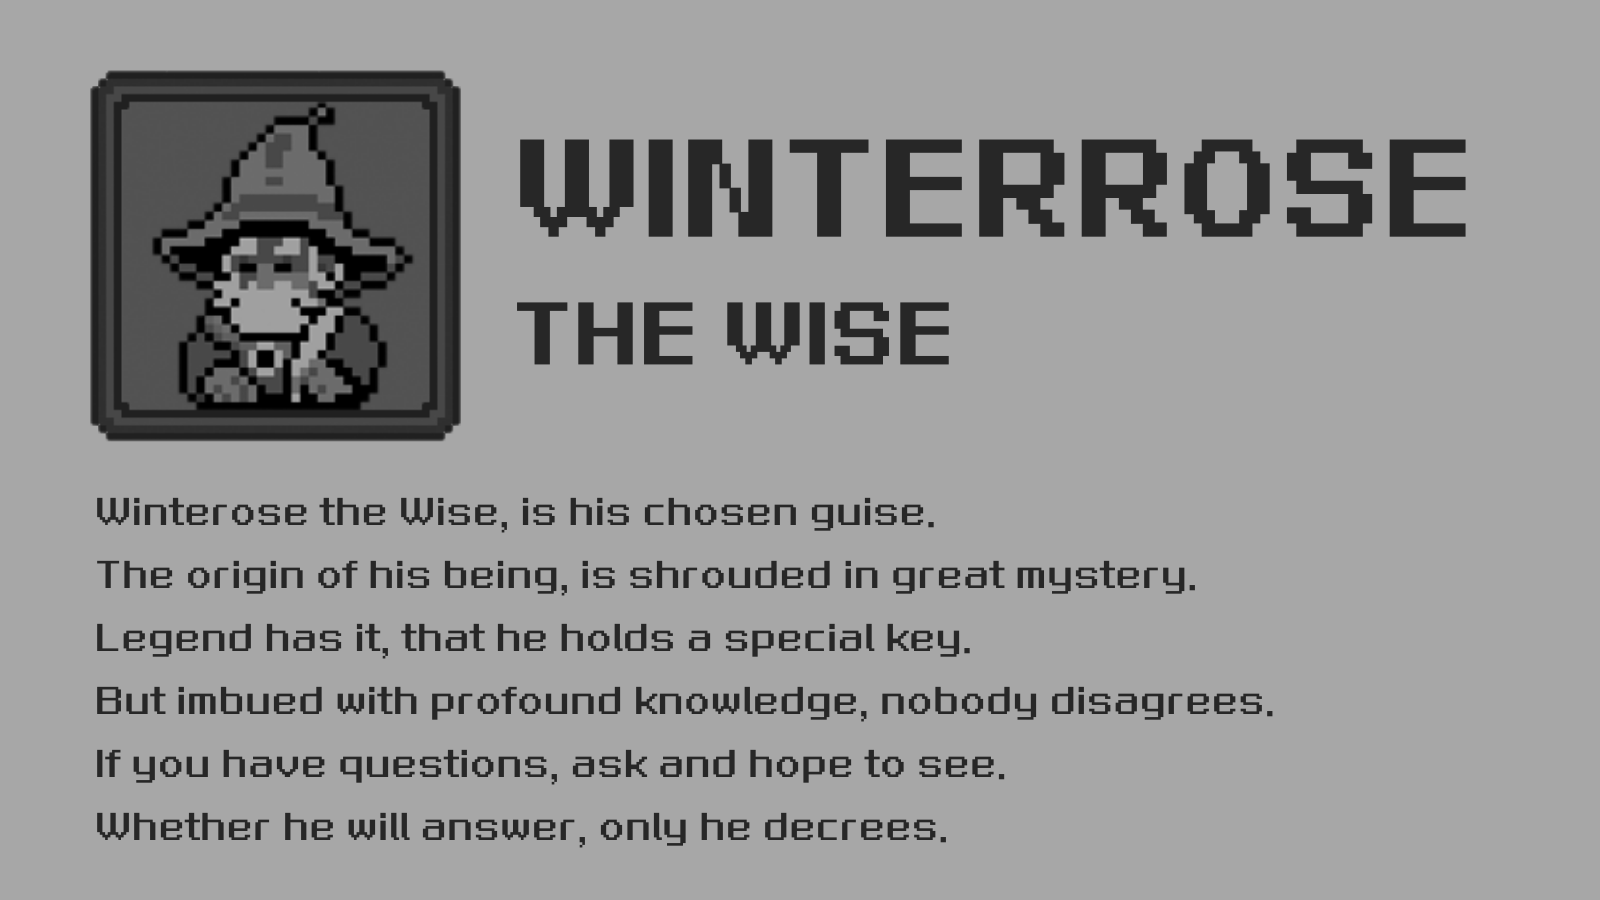 WINTERROSE
THE WISE
Winterose the Wise, is his chosen guise.
The origin of his being, is shrouded in great mystery.
Legend has it, that he holds a special key.
But imbued with profound knowledge, nobody disagrees.
If you have questions, ask and hope to see.
Whether he will answer, only he decrees.